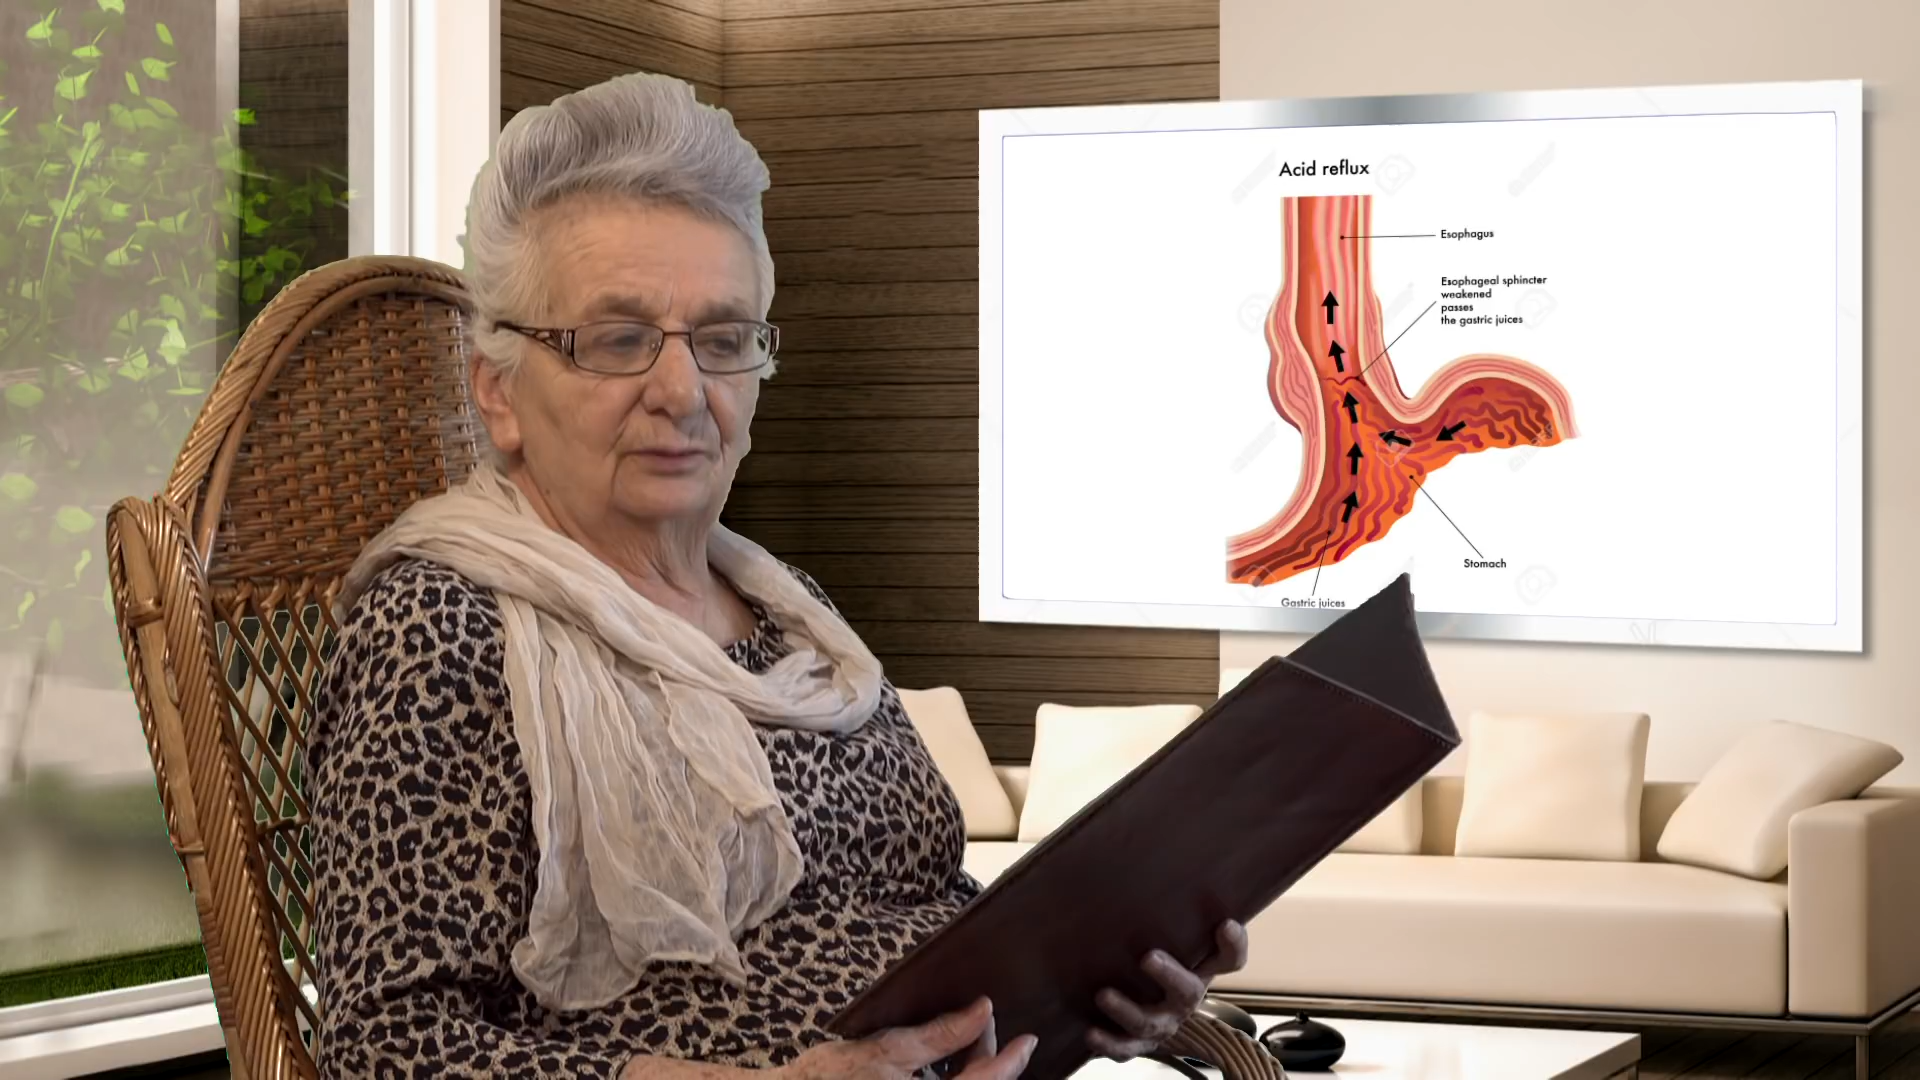 Acid reflux
Esophagus
Esophageal sphincter
weakened
passes
the gastric juices
Stomach
Gastric juices